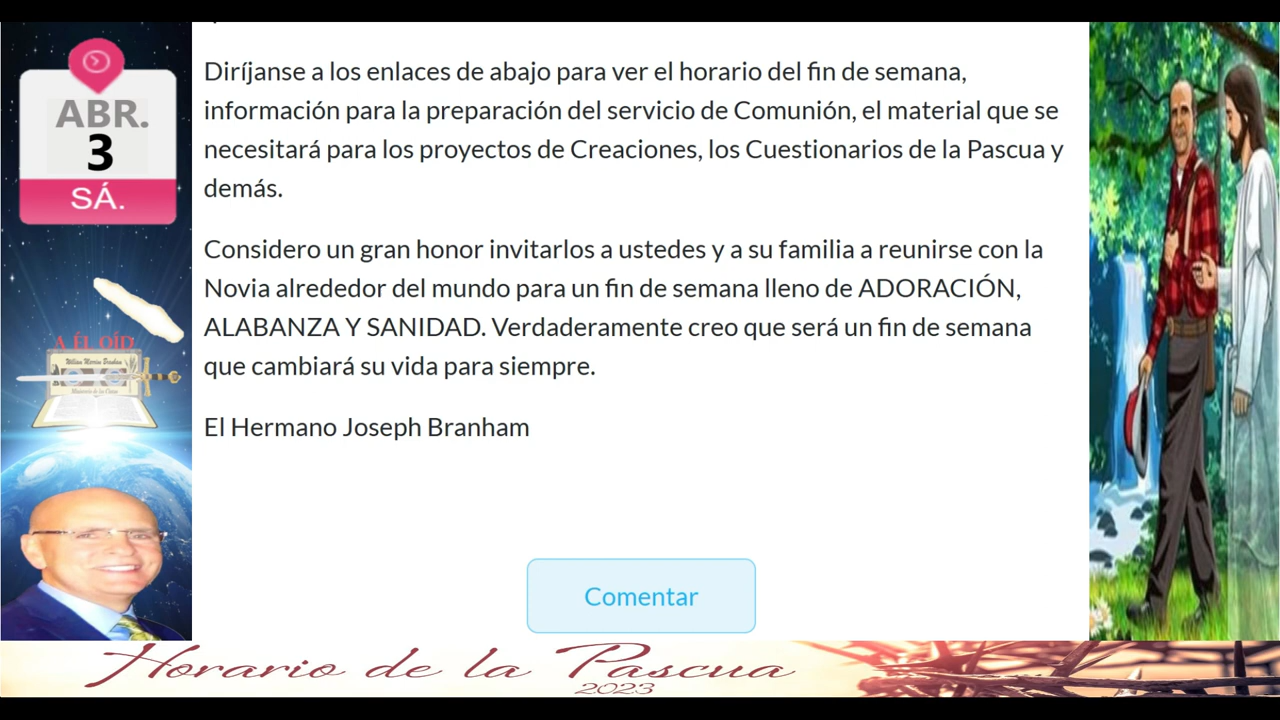 ABR.
3
SÁ.
Diríjanse a los enlaces de abajo para ver el horario del fin de semana,
información para la preparación del servicio de Comunión, el material que se
necesitará para los proyectos de Creaciones, los Cuestionarios de la Pascua y
demás.
Considero un gran honor invitarlos a ustedes y a su familia a reunirse con la
Novia alrededor del mundo para un fin de semana lleno de ADORACIÓN,
ALABANZA Y SANIDAD. Verdaderamente creo que será un fin de semana
que cambiará su vida para siempre.
El Hermano Joseph Branham
A ÉL OÍD
Comentar
Horario de la Pascua
2023